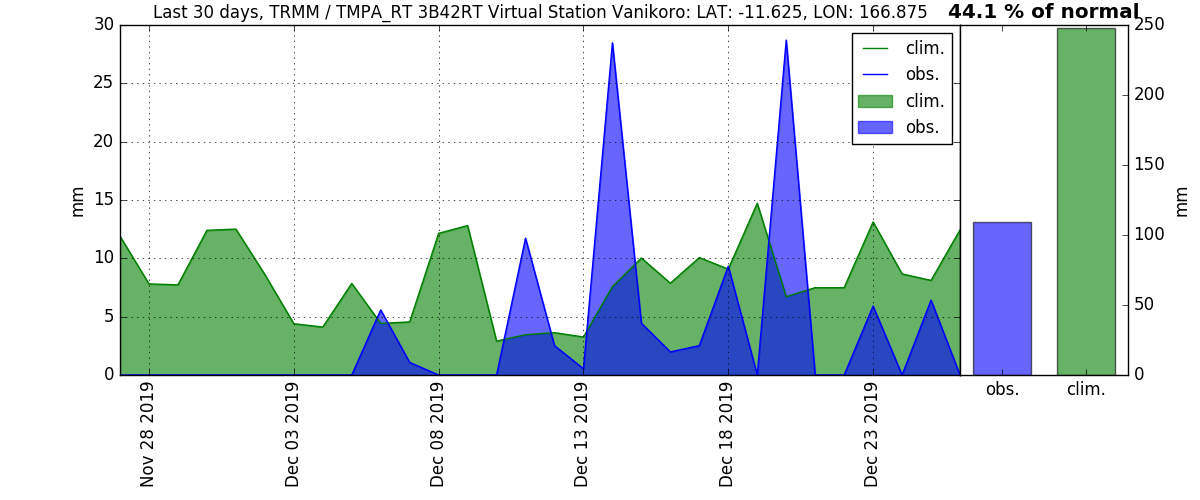 Last 30 days, TRMM / TMPA_RT 3B42RT Virtual Station Vanikoro: LAT: -11.625, LON: 166.875
44.1 % of normal
30
25
20
15
10
5
0
mm
clim.
obs.
clim.
obs.
Nov 28 2019
Dec 03 2019
Dec 08 2019
Dec 13 2019
Dec 18 2019
Dec 23 2019
250
200
150
100
50
0
mm
obs.
clim.